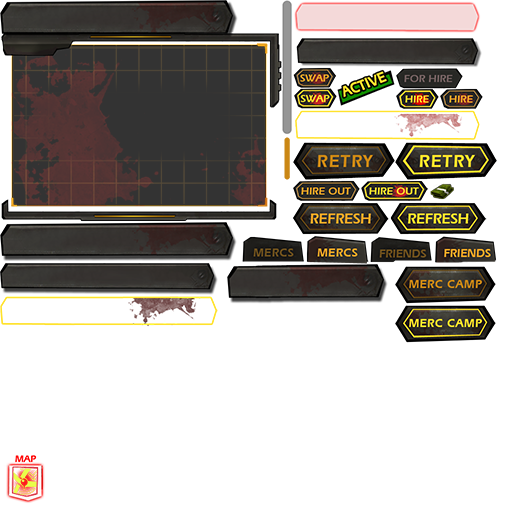 SWAP
ACTIVE
FOR HIRE
SWAP
HIRE
HIRE
RETRY
RETRY
HIRE OUT
HIRE OUT
REFRESH
REFRESH
MERCS
MERCS
FRIENDS
FRIENDS
MERC CAMP
MERC CAMP
MAP